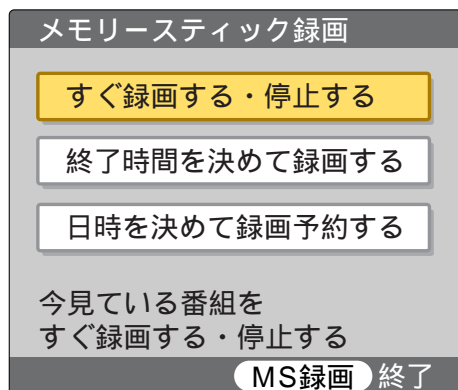 メモリースティック録画
すぐ録画する・停止する
終了時間を決めて録画する
日時を決めて録画予約する
今見ている番組を
すぐ録画する・停止する
MS録画 終了